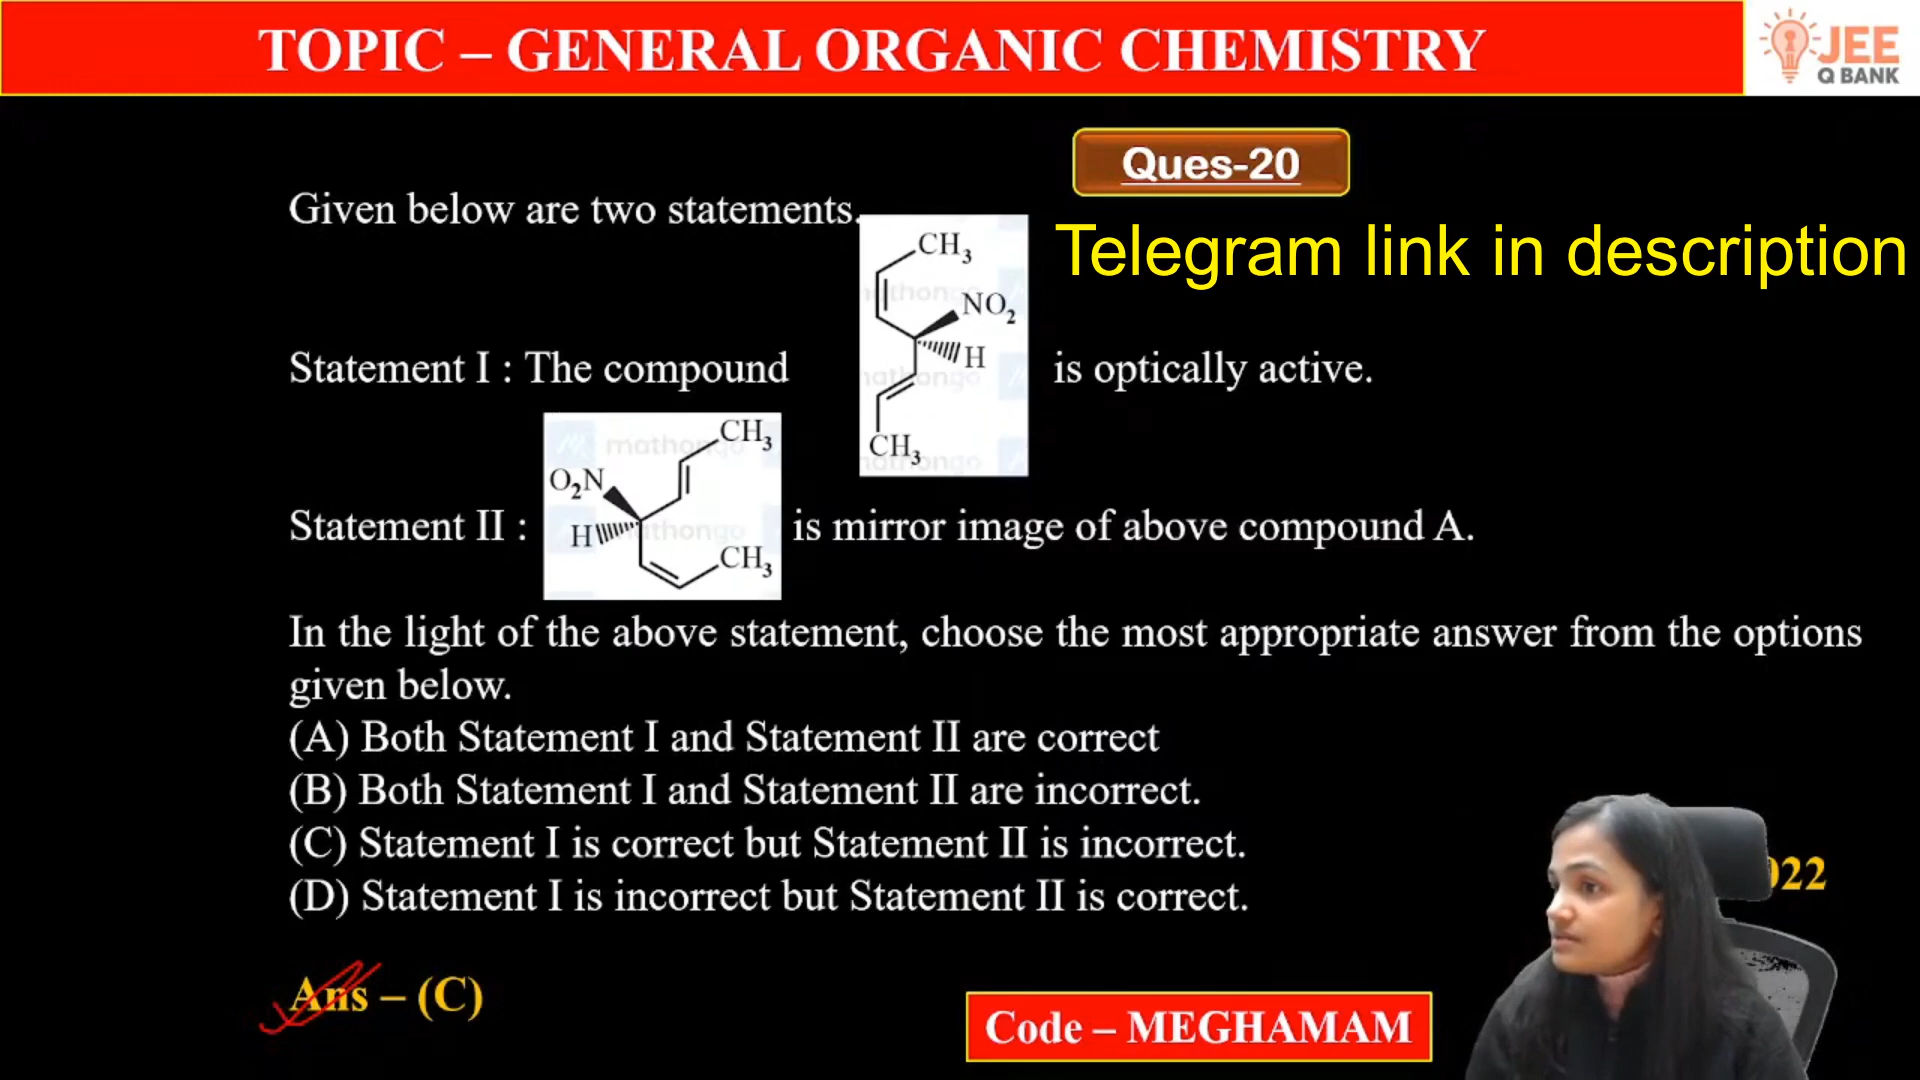 TOPIC – GENERAL ORGANIC CHEMISTRY
JEE
Q BANK
Ques-20
Given below are two statements.
Telegram link in description
CH3
NO2
H
CH3
Statement I : The compound is optically active.
CH3
O2N
H
CH3
Statement II : is mirror image of above compound A.
In the light of the above statement, choose the most appropriate answer from the options
given below.
(A) Both Statement I and Statement II are correct
(B) Both Statement I and Statement II are incorrect.
(C) Statement I is correct but Statement II is incorrect.
(D) Statement I is incorrect but Statement II is correct.
022
Ans – (C)
Code – MEGHAMAM
mathongo